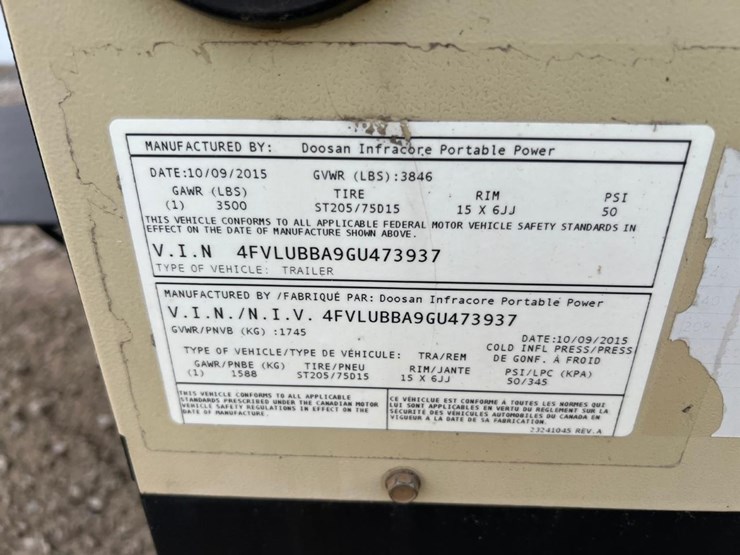 MANUFACTURED BY: Doosan Infracore Portable Power
DATE:10/09/2015 GVWR (LBS):3846
GAWR (LBS) TIRE RIM PSI
(1) 3500 ST205/75D15 15 X 6JJ 50
THIS VEHICLE CONFORMS TO ALL APPLICABLE FEDERAL MOTOR VEHICLE SAFETY STANDARDS IN
EFFECT ON THE DATE OF MANUFACTURE SHOWN ABOVE.
V.I.N 4FVLUBBA9GU473937
TYPE OF VEHICLE: TRAILER
MANUFACTURED BY /FABRIQUÉ PAR: Doosan Infracore Portable Power
V.I.N./N.I.V. 4FVLUBBA9GU473937
GVWR/PNVB (KG) :1745 DATE:10/09/2015
TYPE OF VEHICLE/TYPE DE VÉHICULE: TRA/REM COLD INFL PRESS/PRESS
DE GONF. À FROID
GAWR/PNBE (KG) TIRE/PNEU RIM/JANTE PSI/LPC (KPA)
(1) 1588 ST205/75D15 15 X 6JJ 50/345
THIS VEHICLE CONFORMS TO ALL APPLICABLE
STANDARDS PRESCRIBED UNDER THE CANADIAN MOTOR
VEHICLE SAFETY REGULATIONS IN EFFECT ON THE
DATE OF MANUFACTURE.
CE VÉHICLUE EST CONFORME À TOUTES LES NORMES QUI
LUI SONT APPLICABLES EN VERTU DU RÈGLEMENT SUR LA
SÉCURITÉ DES VÉHICULES AUTOMOBILES DU CANADA EN
VIGUEUR À LA DATE DE SA FABRICATION.
23241045 REV.A